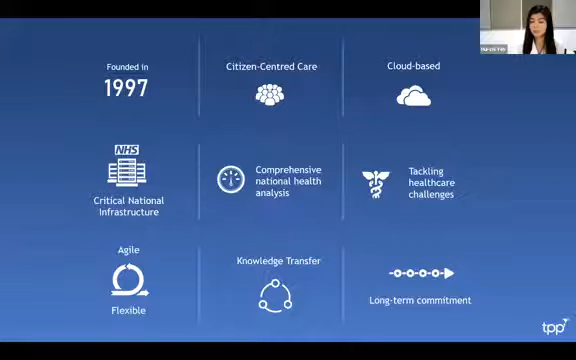 Founded in
1997
Citizen-Centred Care
Cloud-based
NHS
Critical National
Infrastructure
Comprehensive
national health
analysis
Tackling
healthcare
challenges
Agile
Flexible
Knowledge Transfer
Long-term commitment
tpp